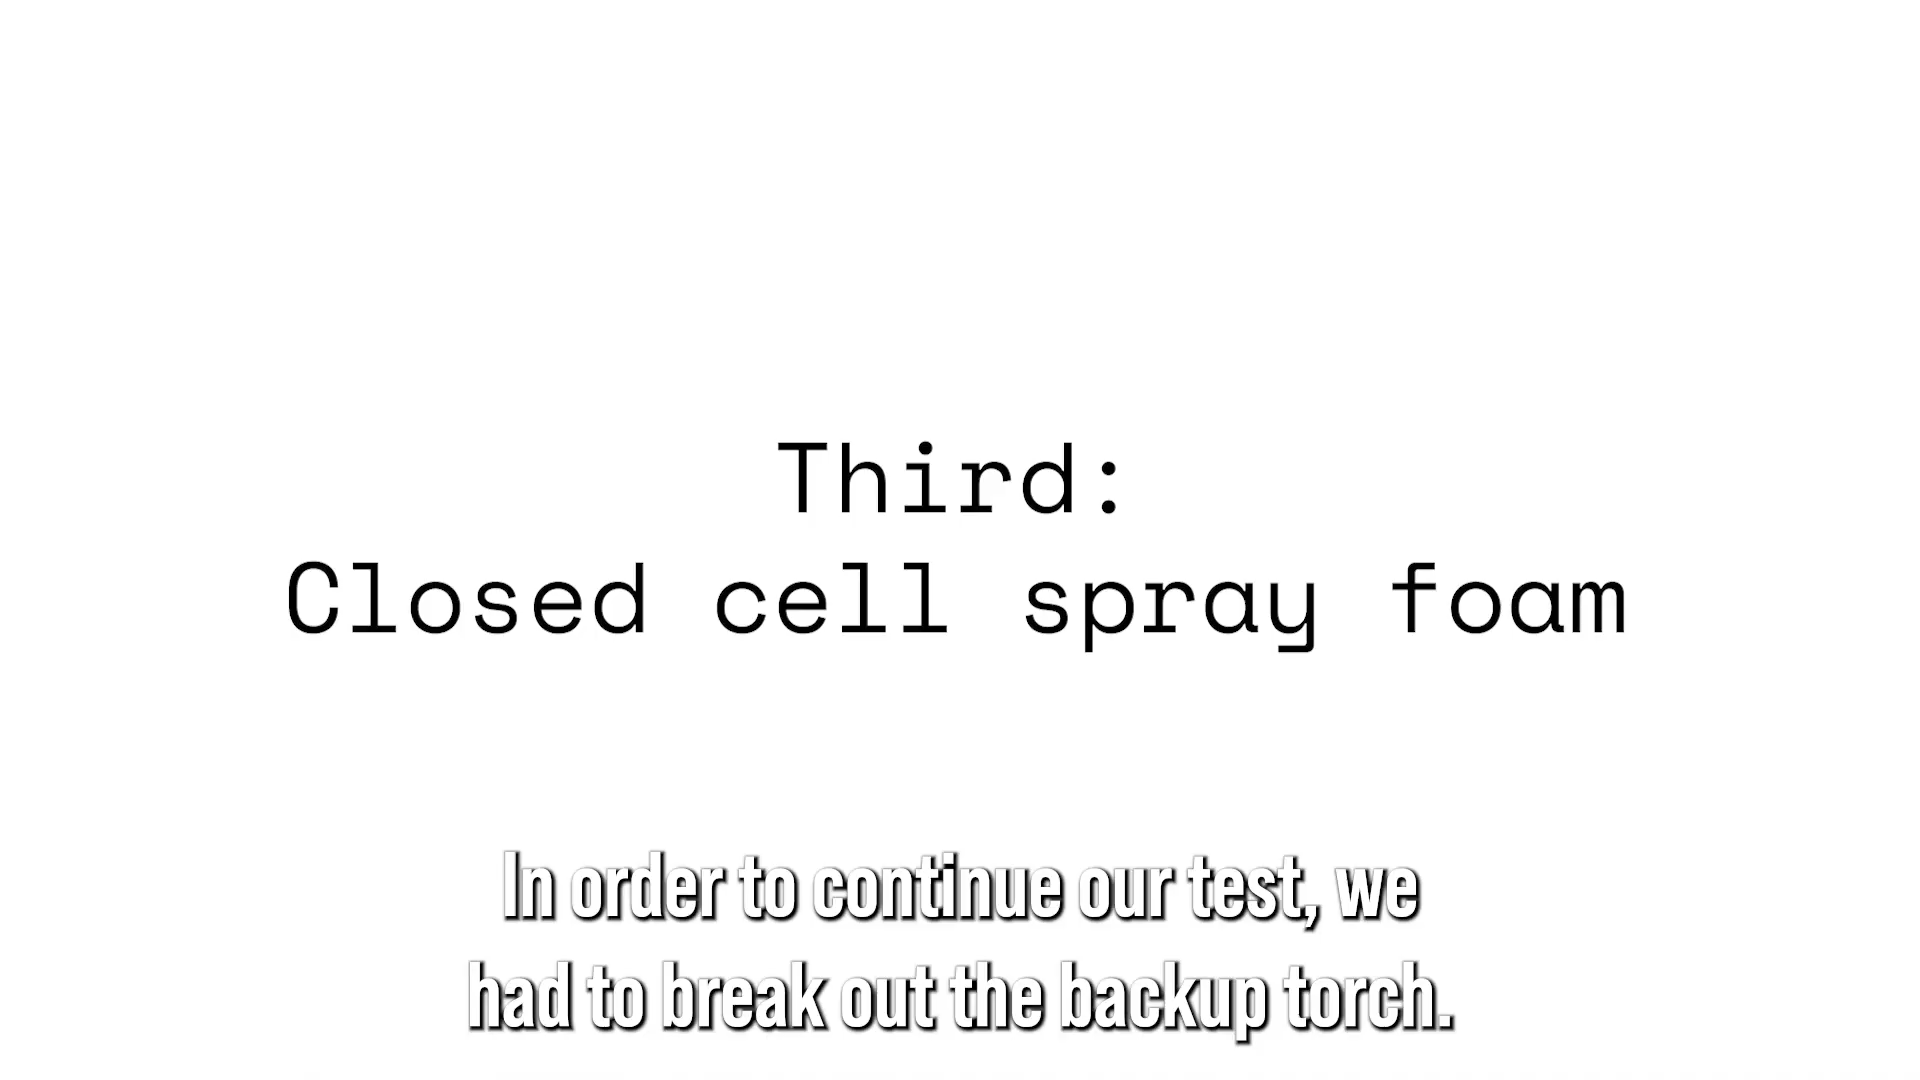 Third:
Closed cell spray foam
In order to continue our test, we
had to break out the backup torch.